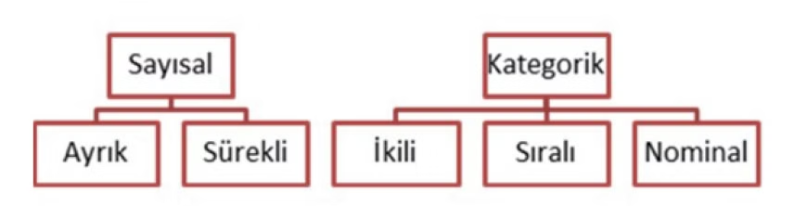 Sayısal
Kategorik
Ayrık
Sürekli
İkili
Sıralı
Nominal